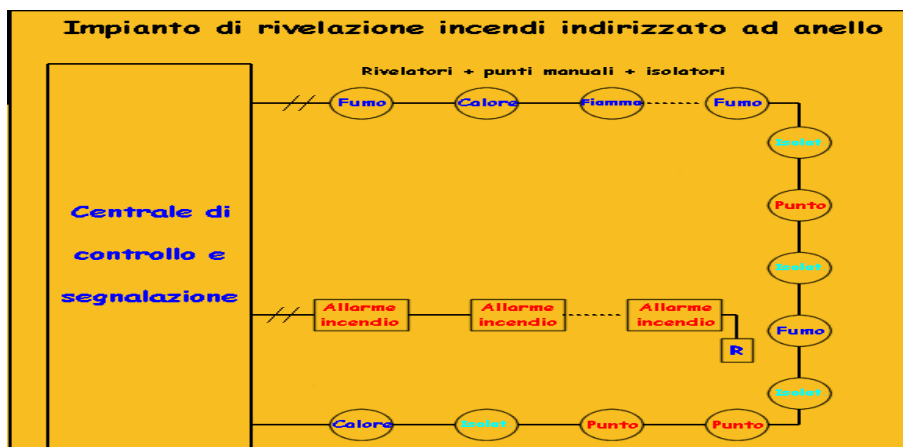 Impianto di rivelazione incendi indirizzato ad anello
Rivelatori + punti manuali + isolatori
Fumo
Calore
Fiamma
Fumo
Isolat
Punto
Isolat
Fumo
Isolat
Centrale di
controllo e
segnalazione
Allarme
incendio
Allarme
incendio
Allarme
incendio
R
Calore
Isolat
Punto
Punto